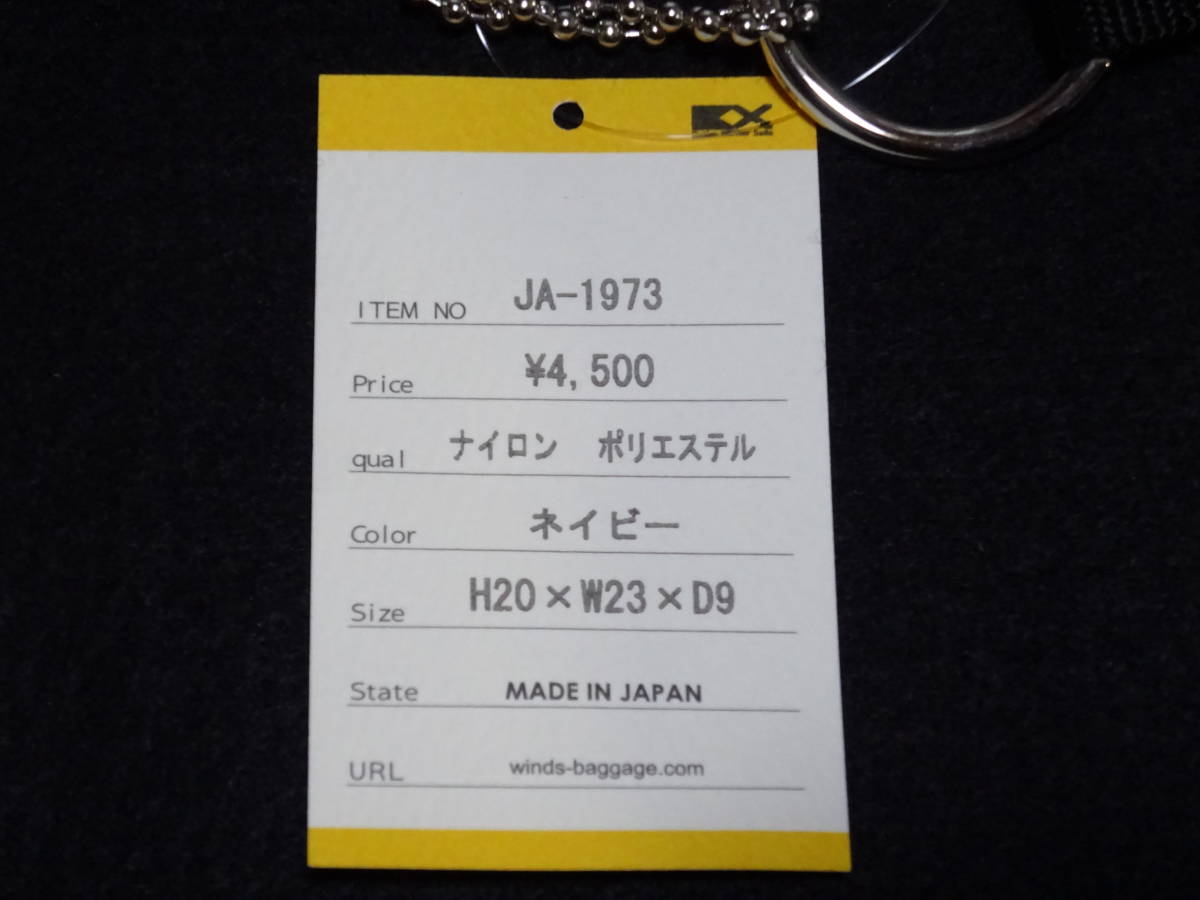 ITEM NO JA-1973
Price ¥4,500
qual ナイロン ポリエステル
Color ネイビー
Size H20×W23×D9
State MADE IN JAPAN
URL winds-baggage.com